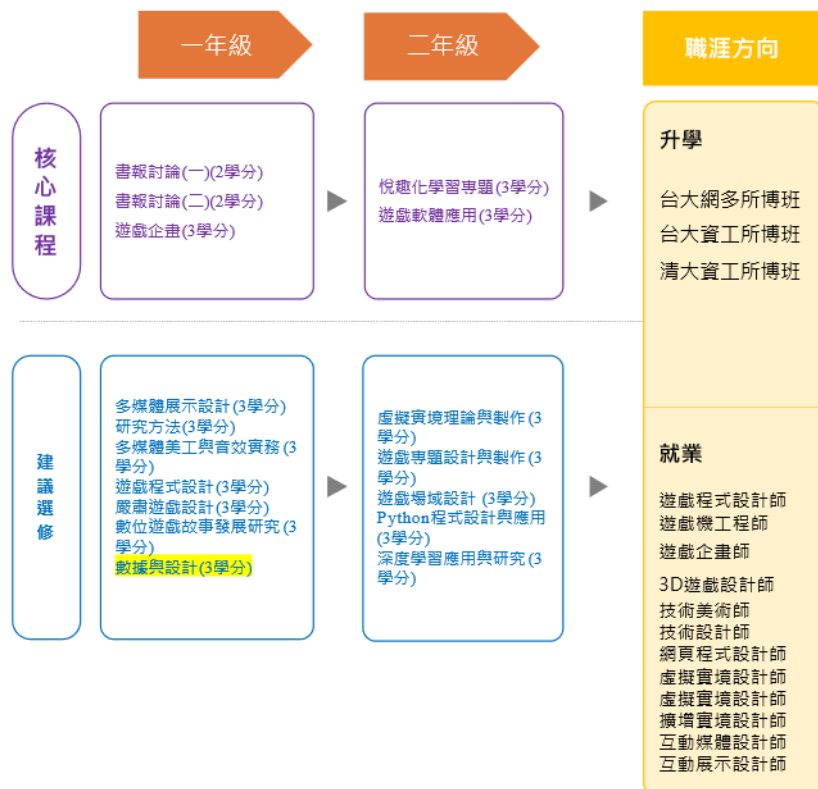 一年級
二年級
職涯方向
核心課程
書報討論(一)(2學分)
書報討論(二)(2學分)
遊戲企畫(3學分)
悅趣化學習專題(3學分)
遊戲軟體應用(3學分)
升學
台大網多所博班
台大資工所博班
清大資工所博班
建議選修
多媒體展示設計(3學分)
研究方法(3學分)
多媒體美工與音效實務(3
學分)
遊戲程式設計(3學分)
嚴肅遊戲設計(3學分)
數位遊戲故事發展研究(3
學分)
數據與設計(3學分)
虛擬實境理論與製作(3
學分)
遊戲專題設計與製作(3
學分)
遊戲場域設計 (3學分)
Python程式設計與應用
(3學分)
深度學習應用與研究(3
學分)
就業
遊戲程式設計師
遊戲機工程師
遊戲企畫師
3D遊戲設計師
技術美術師
技術設計師
網頁程式設計師
虛擬實境設計師
虛擬實境設計師
擴增實境設計師
互動媒體設計師
互動展示設計師